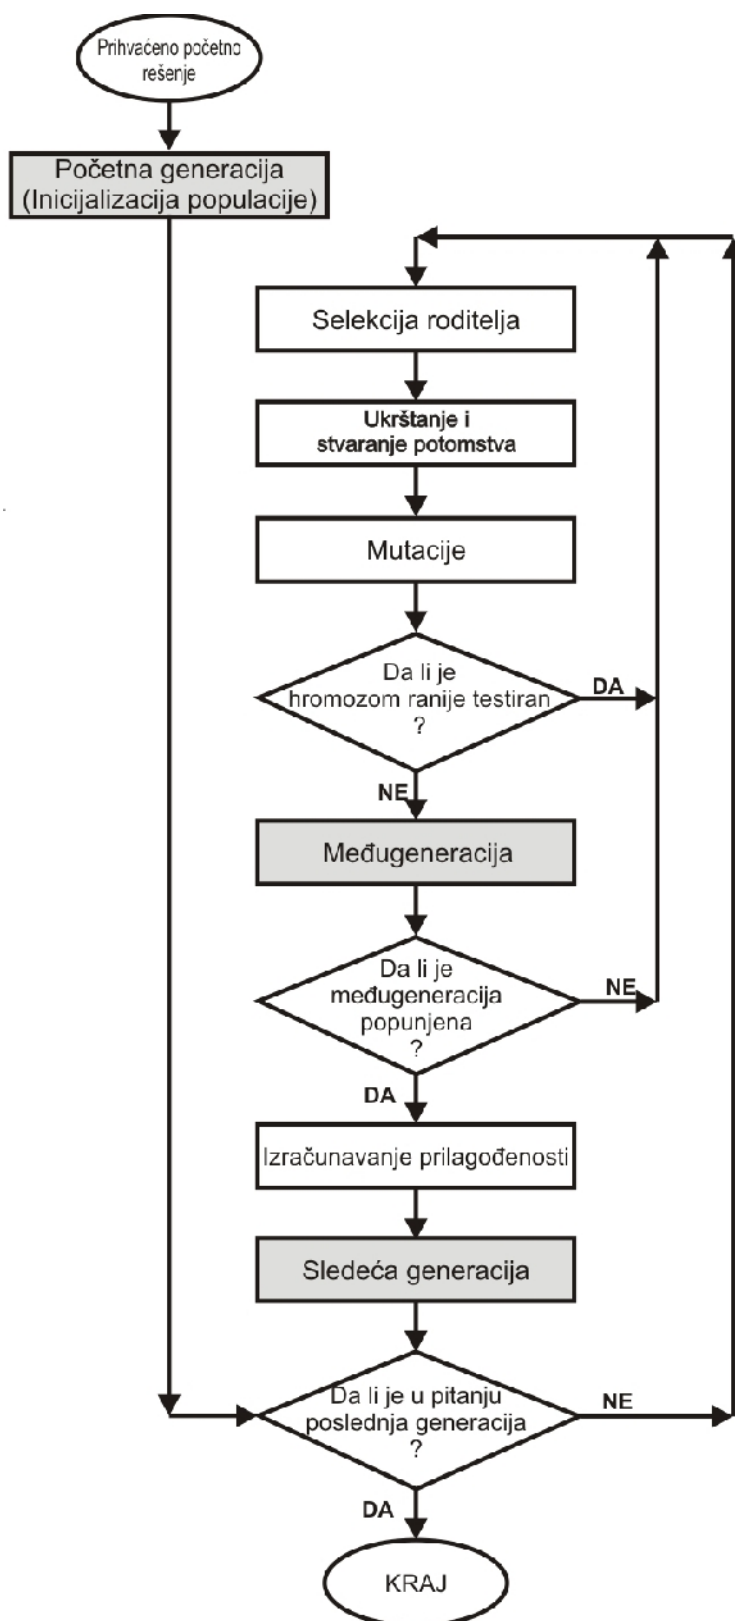 Prihvaćeno početno
rešenje
Početna generacija
(Inicijalizacija populacije)
Selekcija roditelja
Ukrštanje i
stvaranje potomstva
Mutacije
Da li je
hromozom ranije testiran
?
DA
NE
Međugeneracija
Da li je
međugeneracija
popunjena
?
NE
DA
Izračunavanje prilagođenosti
Sledeća generacija
Da li je u pitanju
poslednja generacija
?
NE
DA
KRAJ